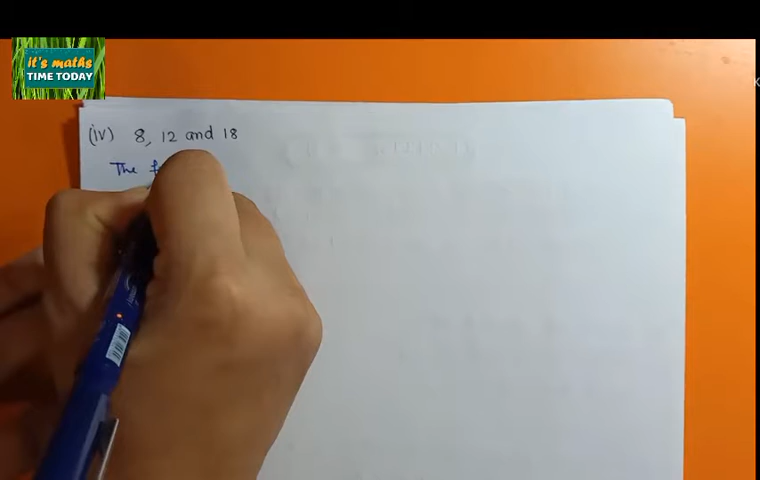 it's maths
TIME TODAY
(iv) 8, 12 and 18
The